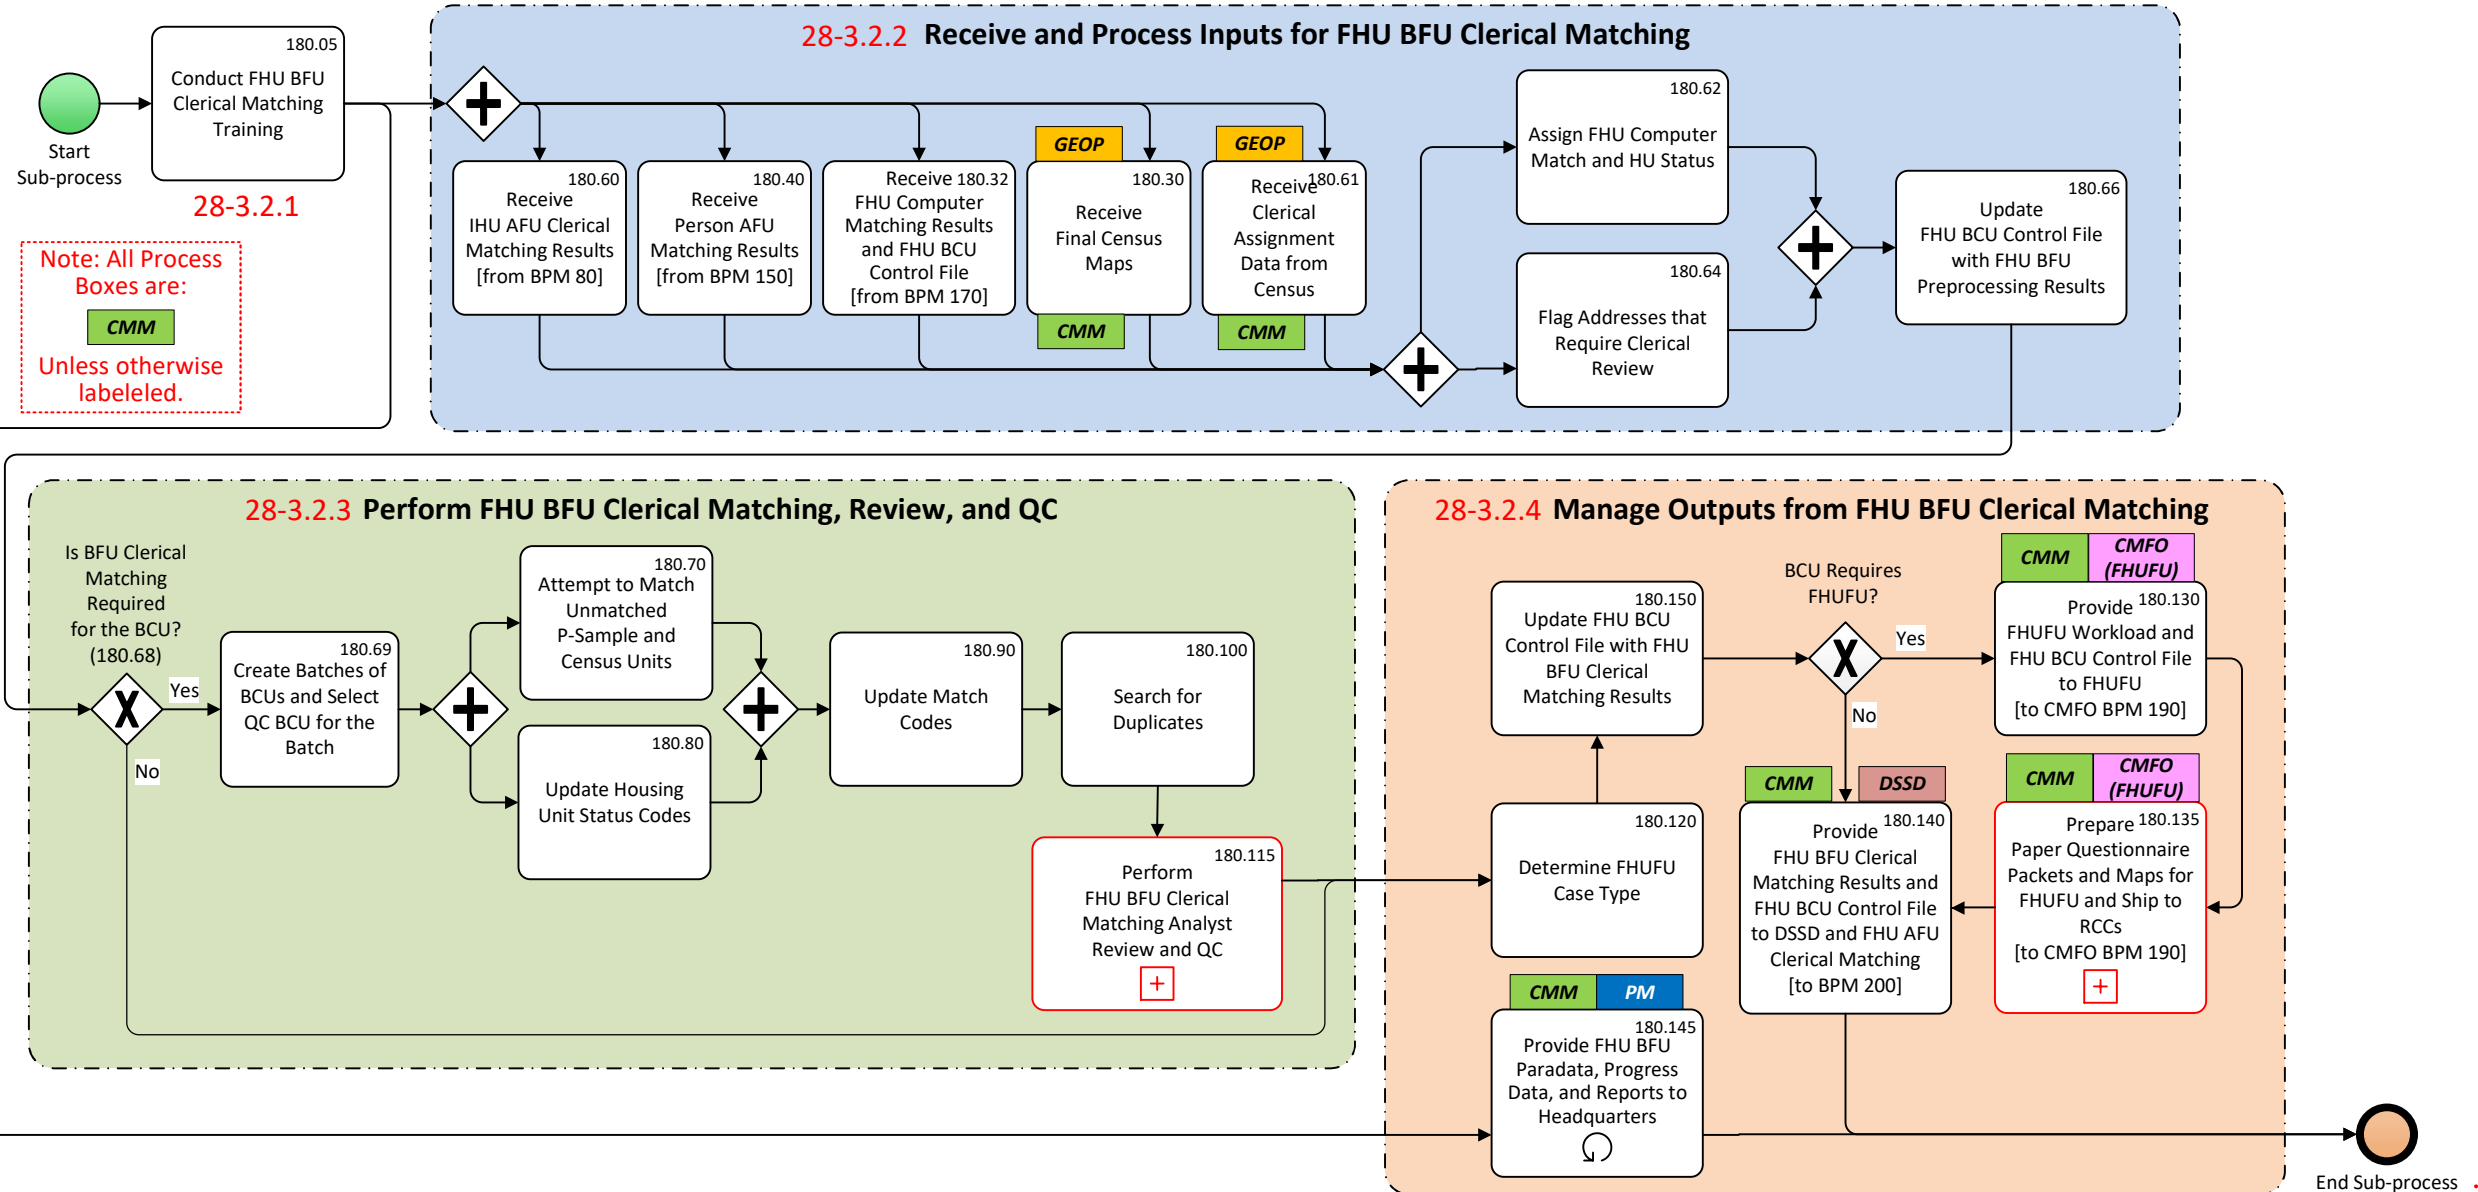 180.05
Conduct FHU BFU
Clerical Matching
Training
Start
Sub-process
28-3.2.1
Note: All Process
Boxes are:
CMM
Unless otherwise
labeleled.
28-3.2.2 Receive and Process Inputs for FHU BFU Clerical Matching
180.60
Receive
IHU AFU Clerical
Matching Results
[from BPM 80]
180.40
Receive
Person AFU
Matching Results
[from BPM 150]
Receive 180.32
FHU Computer
Matching Results
and FHU BCU
Control File
[from BPM 170]
GEOP
180.30
Receive
Final Census
Maps
CMM
GEOP
180.61
Receive
Clerical
Assignment
Data from
Census
CMM
180.62
Assign FHU Computer
Match and HU Status
180.64
Flag Addresses that
Require Clerical
Review
180.66
Update
FHU BCU Control File
with FHU BFU
Preprocessing Results
28-3.2.3 Perform FHU BFU Clerical Matching, Review, and QC
Is BFU Clerical
Matching
Required
for the BCU?
(180.68)
Yes
No
180.69
Create Batches of
BCUs and Select
QC BCU for the
Batch
180.70
Attempt to Match
Unmatched
P-Sample and
Census Units
180.80
Update Housing
Unit Status Codes
180.90
Update Match
Codes
180.100
Search for
Duplicates
180.115
Perform
FHU BFU Clerical
Matching Analyst
Review and QC
28-3.2.4 Manage Outputs from FHU BFU Clerical Matching
180.150
Update FHU BCU
Control File with FHU
BFU Clerical
Matching Results
BCU Requires
FHUFU?
Yes
No
CMM
CMFO
(FHUFU)
Provide 180.130
FHUFU Workload and
FHU BCU Control File
to FHUFU
[to CMFO BPM 190]
180.120
Determine FHUFU
Case Type
CMM
DSSD
Provide 180.140
FHU BFU Clerical
Matching Results and
FHU BCU Control File
to DSSD and FHU AFU
Clerical Matching
[to BPM 200]
CMM
CMFO
(FHUFU)
Prepare 180.135
Paper Questionnaire
Packets and Maps for
FHUFU and Ship to
RCCs
[to CMFO BPM 190]
CMM
PM
180.145
Provide FHU BFU
Paradata, Progress
Data, and Reports to
Headquarters
End Sub-process .